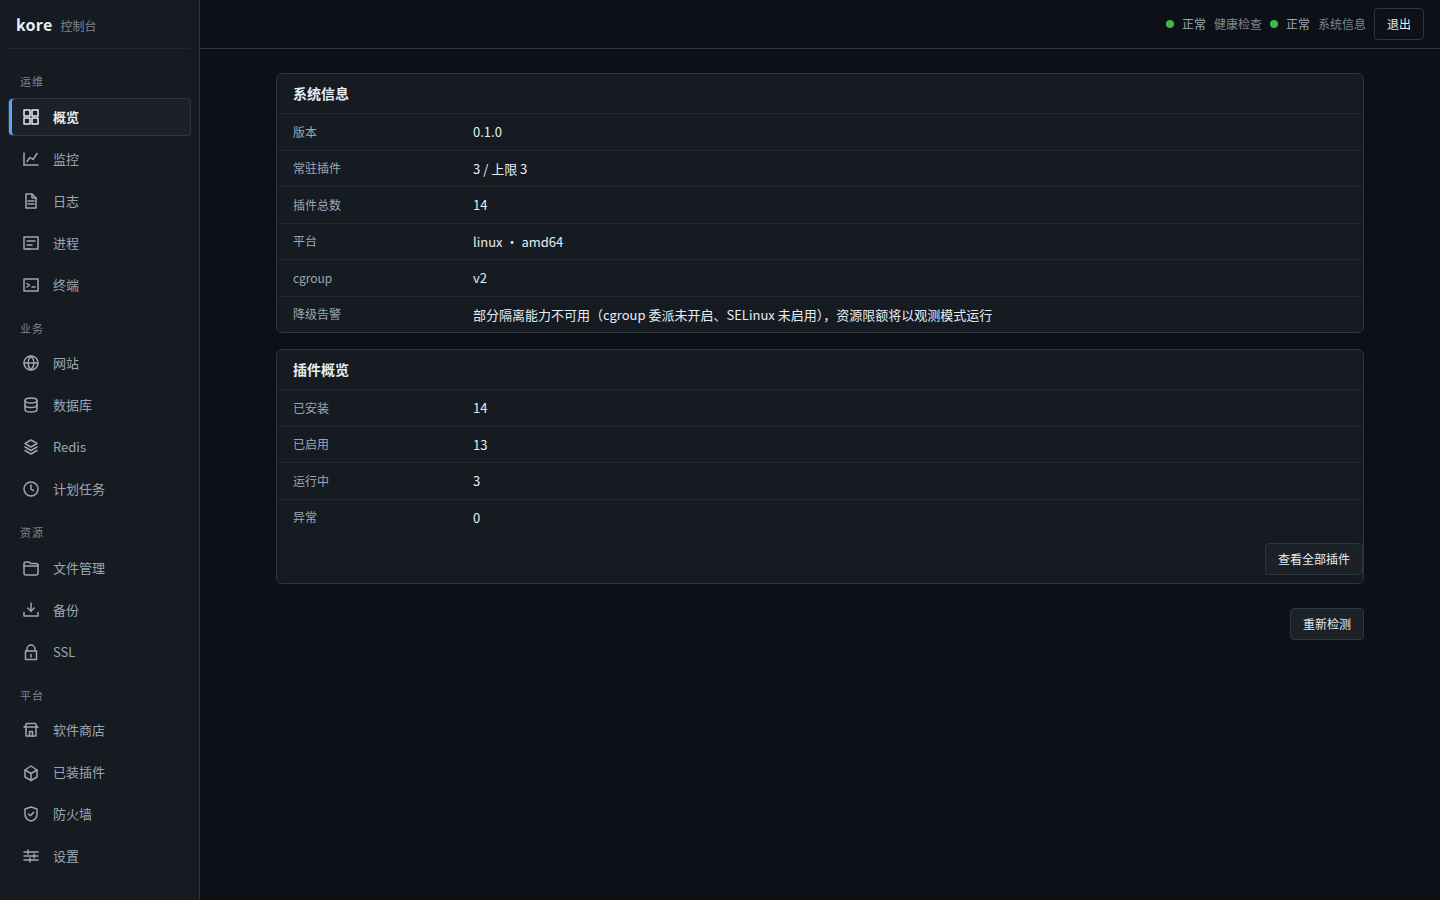 kore 控制台
正常 健康检查 正常 系统信息 退出
运维
概览
监控
日志
进程
终端
业务
网站
数据库
Redis
计划任务
资源
文件管理
备份
SSL
平台
软件商店
已装插件
防火墙
设置
系统信息
版本 0.1.0
常驻插件 3 / 上限 3
插件总数 14
平台 linux · amd64
cgroup v2
降级告警 部分隔离能力不可用（cgroup 委派未开启、SELinux 未启用），资源限额将以观测模式运行
插件概览
已安装 14
已启用 13
运行中 3
异常 0
查看全部插件
重新检测